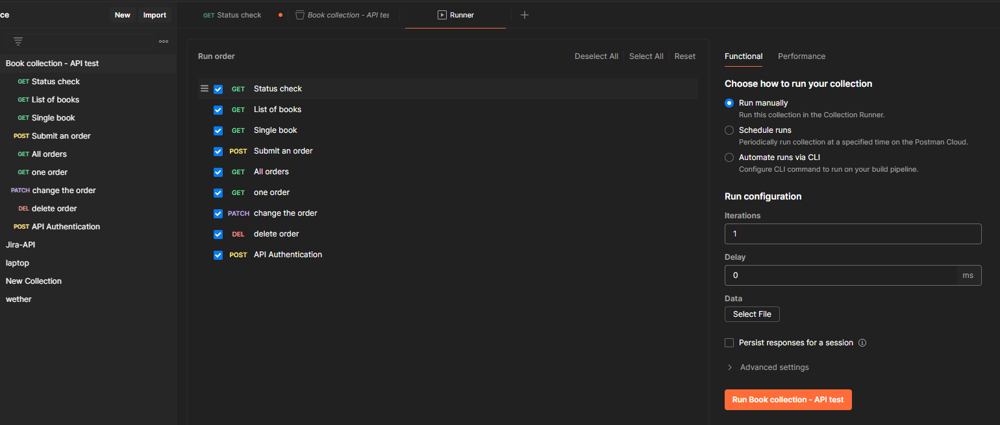 ce
New
Import
GET Status check
Book collection - API tes
Runner
Book collection - API test
GET Status check
GET List of books
GET Single book
POST Submit an order
GET All orders
GET one order
PATCH change the order
DEL delete order
POST API Authentication
Jira-API
laptop
New Collection
wether
Run order
Deselect All
Select All
Reset
GET Status check
GET List of books
GET Single book
POST Submit an order
GET All orders
GET one order
PATCH change the order
DEL delete order
POST API Authentication
Functional
Performance
Choose how to run your collection
Run manually
Run this collection in the Collection Runner.
Schedule runs
Periodically run collection at a specified time on the Postman Cloud.
Automate runs via CLI
Configure CLI command to run on your build pipeline.
Run configuration
Iterations
1
Delay
0
ms
Data
Select File
Persist responses for a session
Advanced settings
Run Book collection - API test